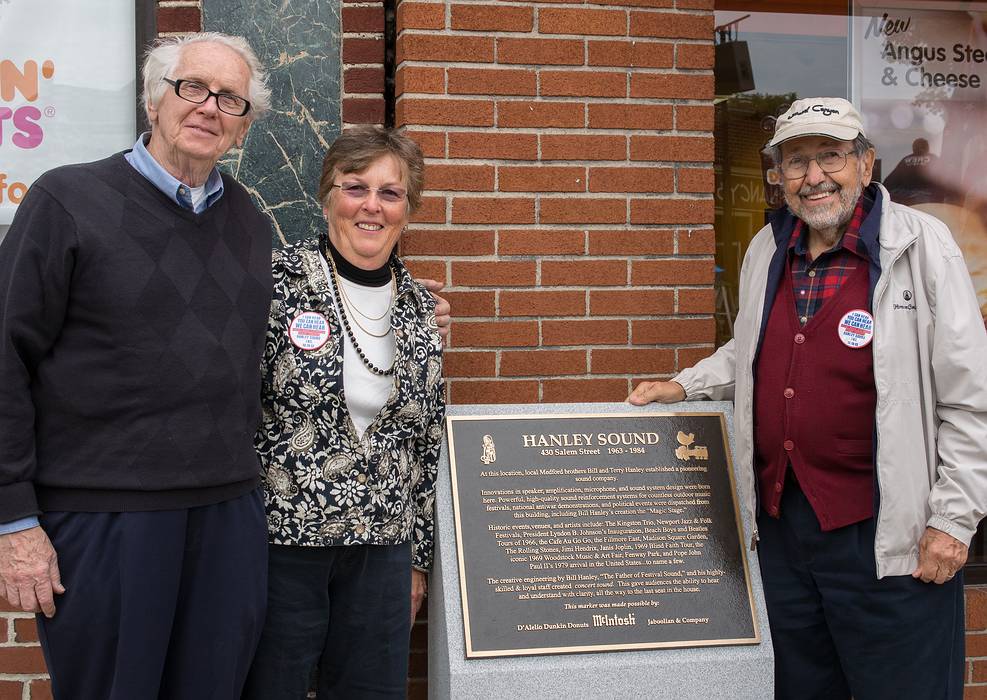 N'
TS®
fo
New
Angus Stea
& Cheese
I CAN HEAR
YOU CAN HEAR
WE CAN HEAR
HANLEY SOUND
HANLEY SOUND
430 Salem Street 1963 - 1984
At this location, local Medford brothers Bill and Terry Hanley established a pioneering
sound company.
Innovations in speaker, amplification, microphone, and sound system design were born
here. Powerful, high-quality sound reinforcement systems for countless outdoor music
festivals, national antiwar demonstrations, and political events were dispatched from
this building, including Bill Hanley's creation the "Magic Stage."
Historic events, venues, and artists include: The Kingston Trio, Newport Jazz & Folk
Festivals, President Lyndon B. Johnson's Inauguration, Beach Boys and Beatles
Tours of 1966, the Cafe Au Go Go, the Fillmore East, Madison Square Garden,
The Rolling Stones, Jimi Hendrix, Janis Joplin, 1969 Blind Faith Tour, the
iconic 1969 Woodstock Music & Art Fair, Fenway Park, and Pope John
Paul II's 1979 arrival in the United States...to name a few.
The creative engineering by Bill Hanley, "The Father of Festival Sound," and his highly-
skilled & loyal staff created concert sound. This gave audiences the ability to hear
and understand with clarity, all the way to the last seat in the house.
This marker was made possible by:
D'Alelio Dunkin Donuts McIntosh Jaboolian & Company